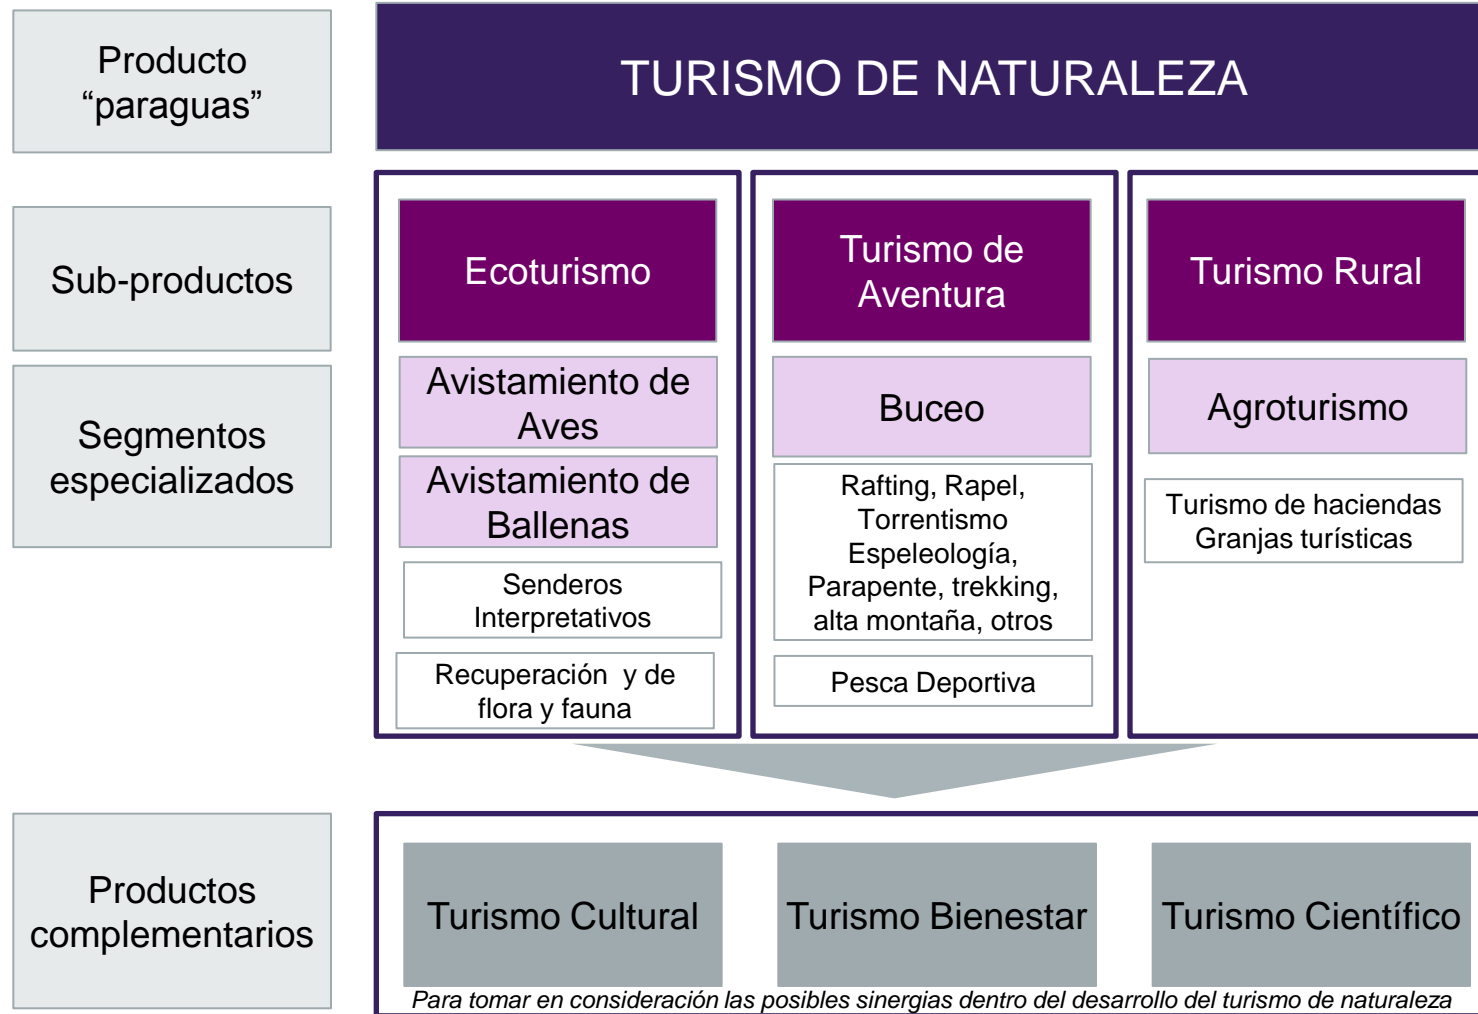 Producto
“paraguas”
TURISMO DE NATURALEZA
Sub-productos
Ecoturismo
Turismo de
Aventura
Turismo Rural
Segmentos
especializados
Avistamiento de
Aves
Avistamiento de
Ballenas
Senderos
Interpretativos
Recuperación y de
flora y fauna
Buceo
Rafting, Rapel,
Torrentismo
Espeleología,
Parapente, trekking,
alta montaña, otros
Pesca Deportiva
Agroturismo
Turismo de haciendas
Granjas turísticas
Productos
complementarios
Turismo Cultural
Turismo Bienestar
Turismo Científico
Para tomar en consideración las posibles sinergias dentro del desarrollo del turismo de naturaleza